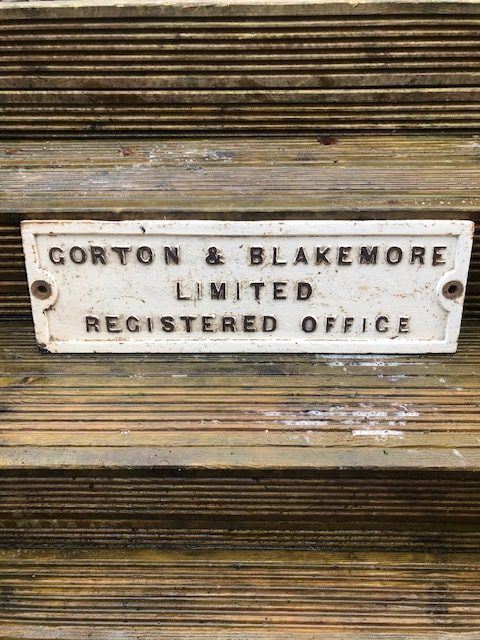 GORTON & BLAKEMORE
LIMITED
REGISTERED OFFICE